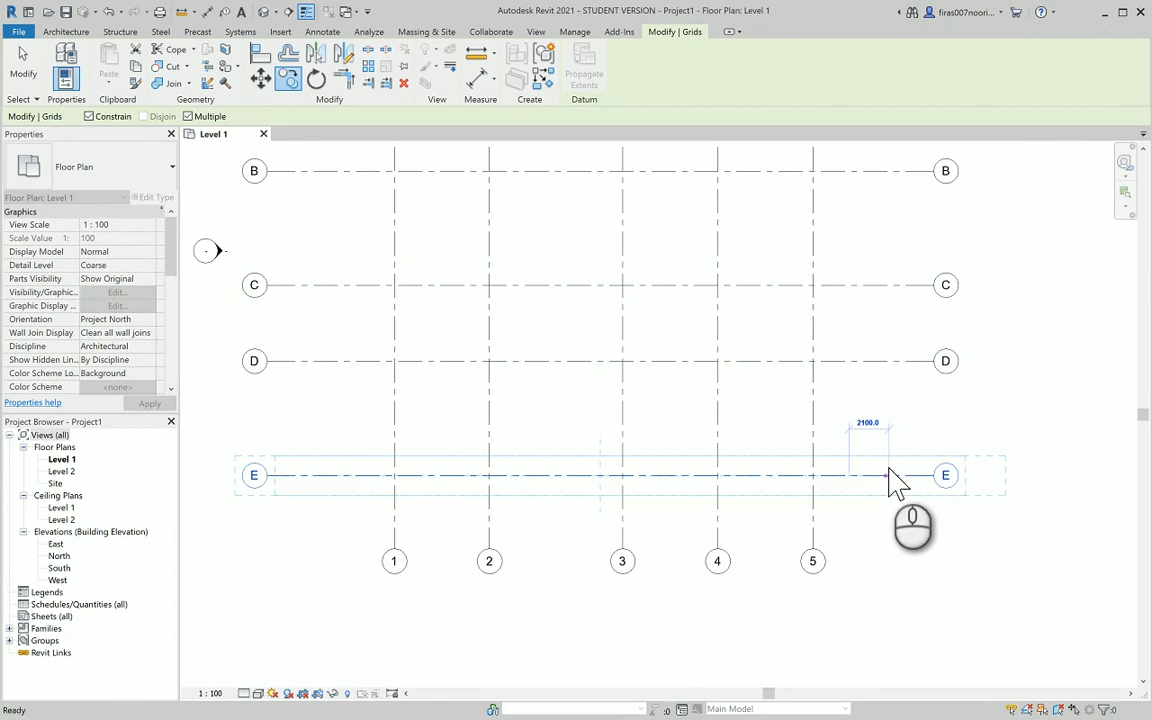 Autodesk Revit 2021 - STUDENT VERSION - Project1 - Floor Plan: Level 1
firas007noori...
File Architecture Structure Steel Precast Systems Insert Annotate Analyze Massing & Site Collaborate View Manage Add-Ins Modify | Grids
Modify
Paste
Cope
Cut
Join
Propagate
Extents
Select Properties Clipboard Geometry Modify View Measure Create Datum
Modify | Grids Constrain Disjoin Multiple
Properties
Level 1
Floor Plan
Floor Plan: Level 1 Edit Type
Graphics
View Scale 1 : 100
Scale Value 1: 100
Display Model Normal
Detail Level Coarse
Parts Visibility Show Original
Visibility/Graphic... Edit...
Graphic Display ... Edit...
Orientation Project North
Wall Join Display Clean all wall joins
Discipline Architectural
Show Hidden Lin... By Discipline
Color Scheme Lo... Background
Color Scheme <none>
Properties help Apply
Project Browser - Project1
Views (all)
Floor Plans
Level 1
Level 2
Site
Ceiling Plans
Level 1
Level 2
Elevations (Building Elevation)
East
North
South
West
Legends
Schedules/Quantities (all)
Sheets (all)
Families
Groups
Revit Links
B B
C C
D D
2100.0
E E
1 2 3 4 5
1 : 100
Ready
:0
Main Model
:0